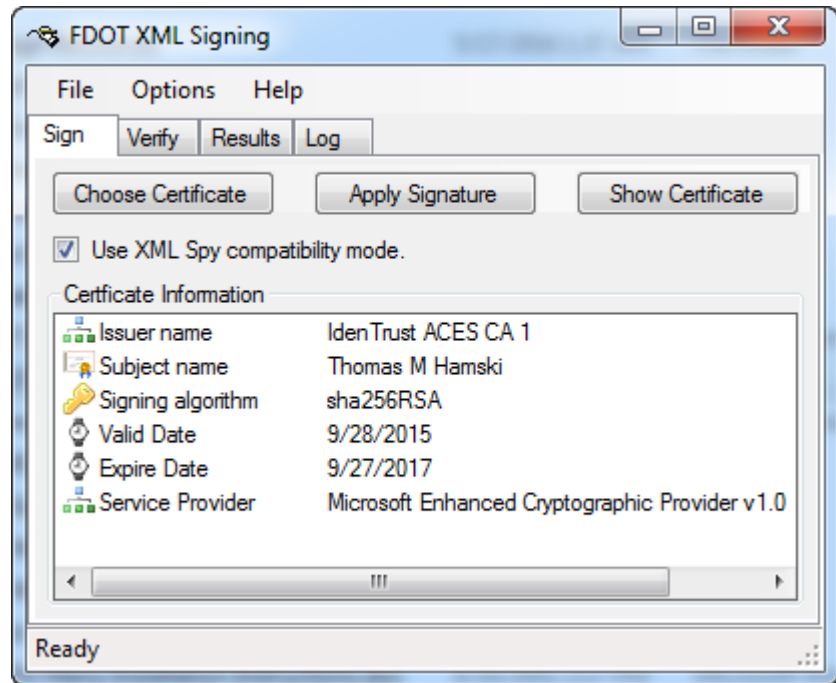 FDOT XML Signing
File Options Help
Sign Verify Results Log
Choose Certificate Apply Signature Show Certificate
Use XML Spy compatibility mode.
Certficate Information
Issuer name IdenTrust ACES CA 1
Subject name Thomas M Hamski
Signing algorithm sha256RSA
Valid Date 9/28/2015
Expire Date 9/27/2017
Service Provider Microsoft Enhanced Cryptographic Provider v1.0
Ready